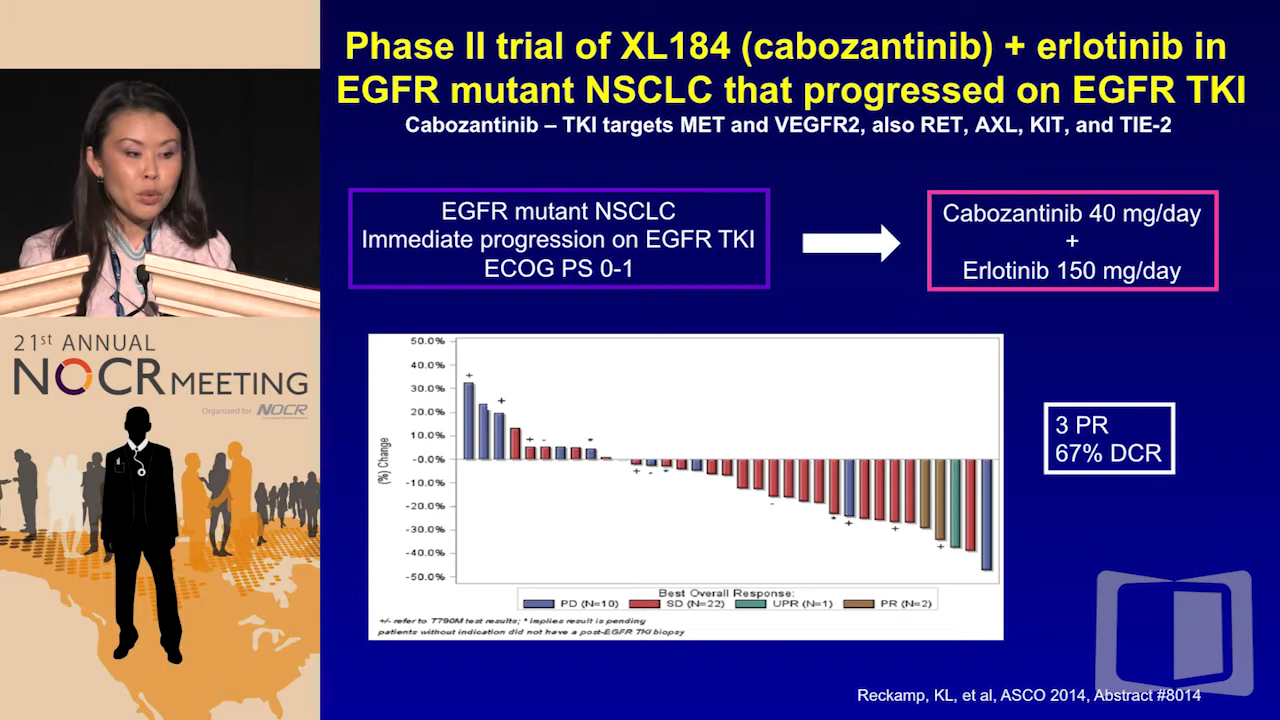 Phase II trial of XL184 (cabozantinib) + erlotinib in
EGFR mutant NSCLC that progressed on EGFR TKI
Cabozantinib – TKI targets MET and VEGFR2, also RET, AXL, KIT, and TIE-2
EGFR mutant NSCLC
Immediate progression on EGFR TKI
ECOG PS 0-1
Cabozantinib 40 mg/day
+
Erlotinib 150 mg/day
21st ANNUAL
NOCR MEETING
Organized for NOCR
50.0%
40.0%
30.0%
20.0%
10.0%
-0.0%
-10.0%
-20.0%
-30.0%
-40.0%
-50.0%
(%) Change
Best Overall Response:
PD (N=10) SD (N=22) UPR (N=1) PR (N=2)
+/- refer to T790M test results; * implies result is pending
patients without indication did not have a post-EGFR TKI biopsy
3 PR
67% DCR
Reckamp, KL, et al, ASCO 2014, Abstract #8014